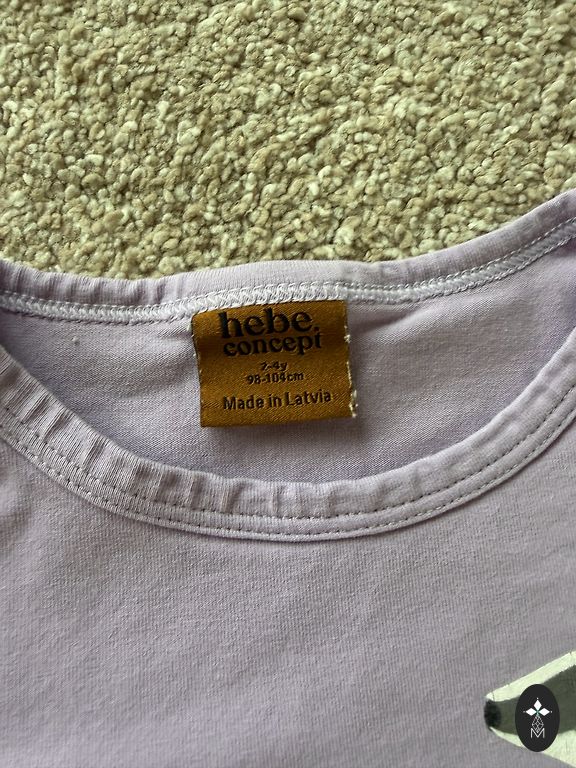 hebe.
concept
2-4y
98-104cm
Made in Latvia
M